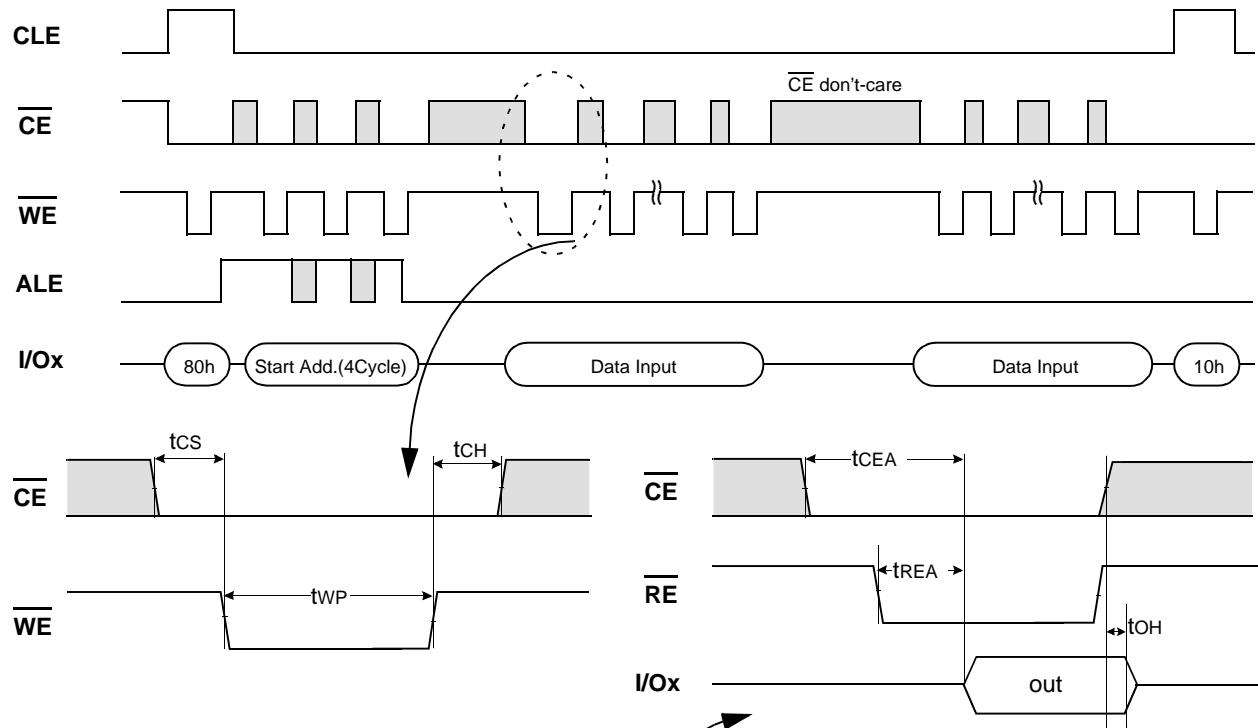 CLE
CE don't-care
CE
WE
ALE
I/Ox
80h
Start Add.(4Cycle)
Data Input
Data Input
10h
tCS
tCH
CE
tWP
WE
tCEA
CE
tREA
RE
tOH
I/Ox
out